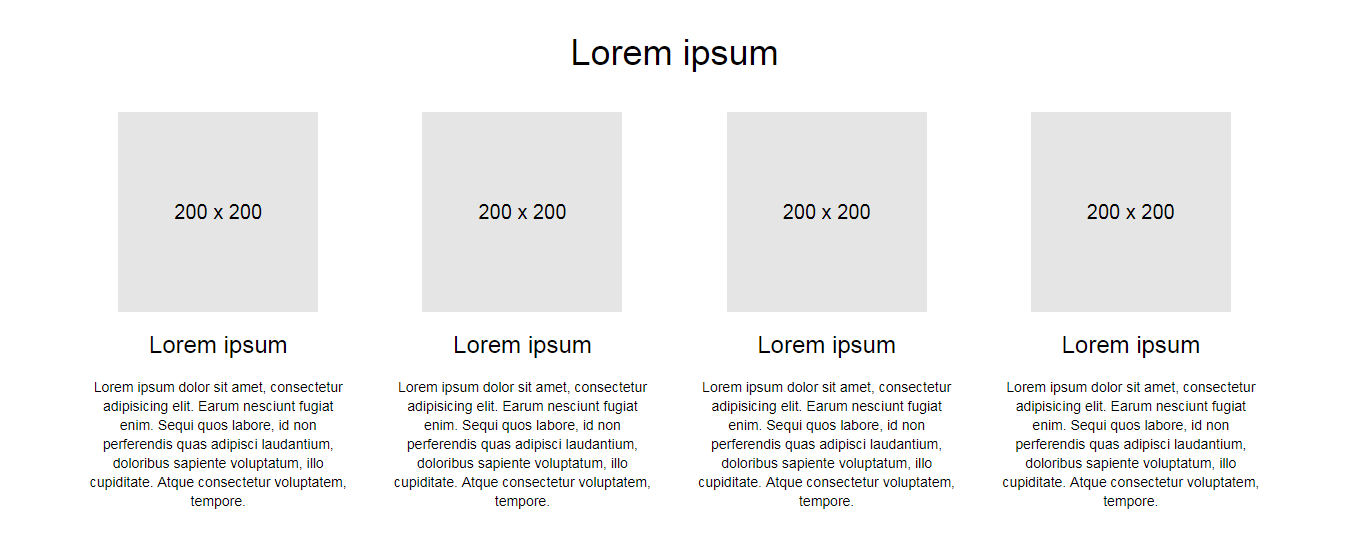 Lorem ipsum
200 x 200
200 x 200
200 x 200
200 x 200
Lorem ipsum
Lorem ipsum dolor sit amet, consectetur
adipisicing elit. Earum nesciunt fugiat
enim. Sequi quos labore, id non
perferendis quas adipisci laudantium,
doloribus sapiente voluptatum, illo
cupiditate. Atque consectetur voluptatem,
tempore.
Lorem ipsum
Lorem ipsum dolor sit amet, consectetur
adipisicing elit. Earum nesciunt fugiat
enim. Sequi quos labore, id non
perferendis quas adipisci laudantium,
doloribus sapiente voluptatum, illo
cupiditate. Atque consectetur voluptatem,
tempore.
Lorem ipsum
Lorem ipsum dolor sit amet, consectetur
adipisicing elit. Earum nesciunt fugiat
enim. Sequi quos labore, id non
perferendis quas adipisci laudantium,
doloribus sapiente voluptatum, illo
cupiditate. Atque consectetur voluptatem,
tempore.
Lorem ipsum
Lorem ipsum dolor sit amet, consectetur
adipisicing elit. Earum nesciunt fugiat
enim. Sequi quos labore, id non
perferendis quas adipisci laudantium,
doloribus sapiente voluptatum, illo
cupiditate. Atque consectetur voluptatem,
tempore.